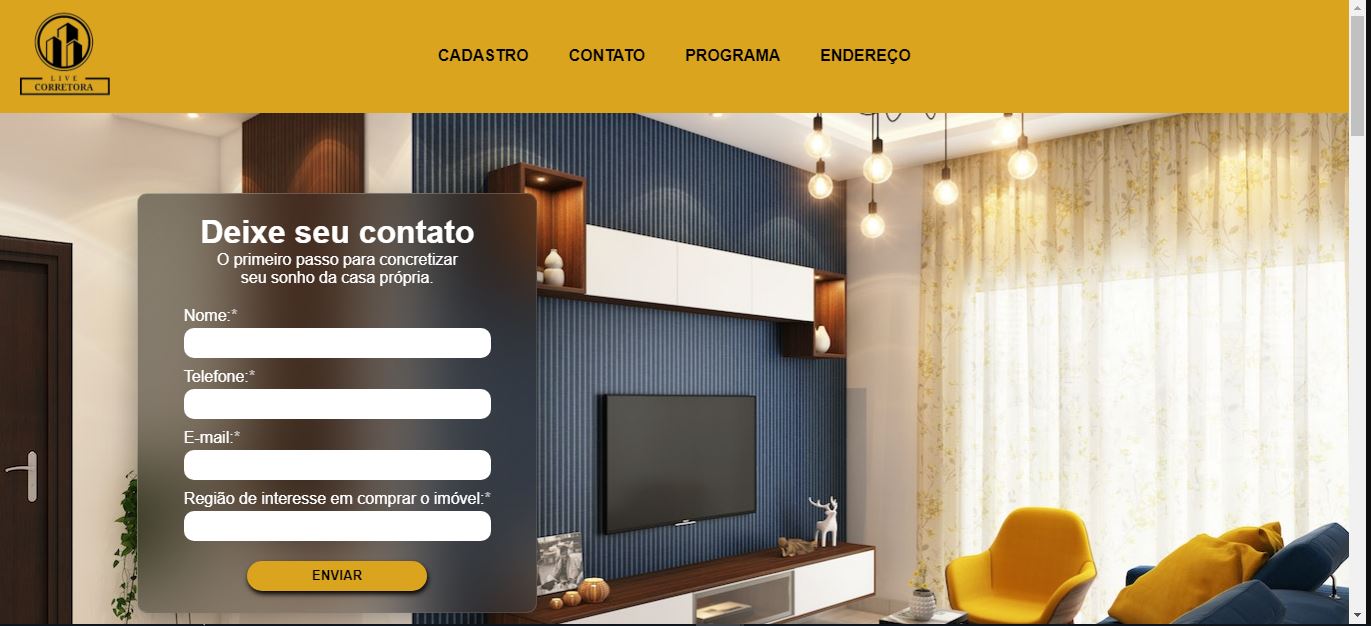 LIVE
CORRETORA
CADASTRO CONTATO PROGRAMA ENDEREÇO
Deixe seu contato
O primeiro passo para concretizar
seu sonho da casa própria.
Nome:*
Telefone:*
E-mail:*
Região de interesse em comprar o imóvel:*
ENVIAR